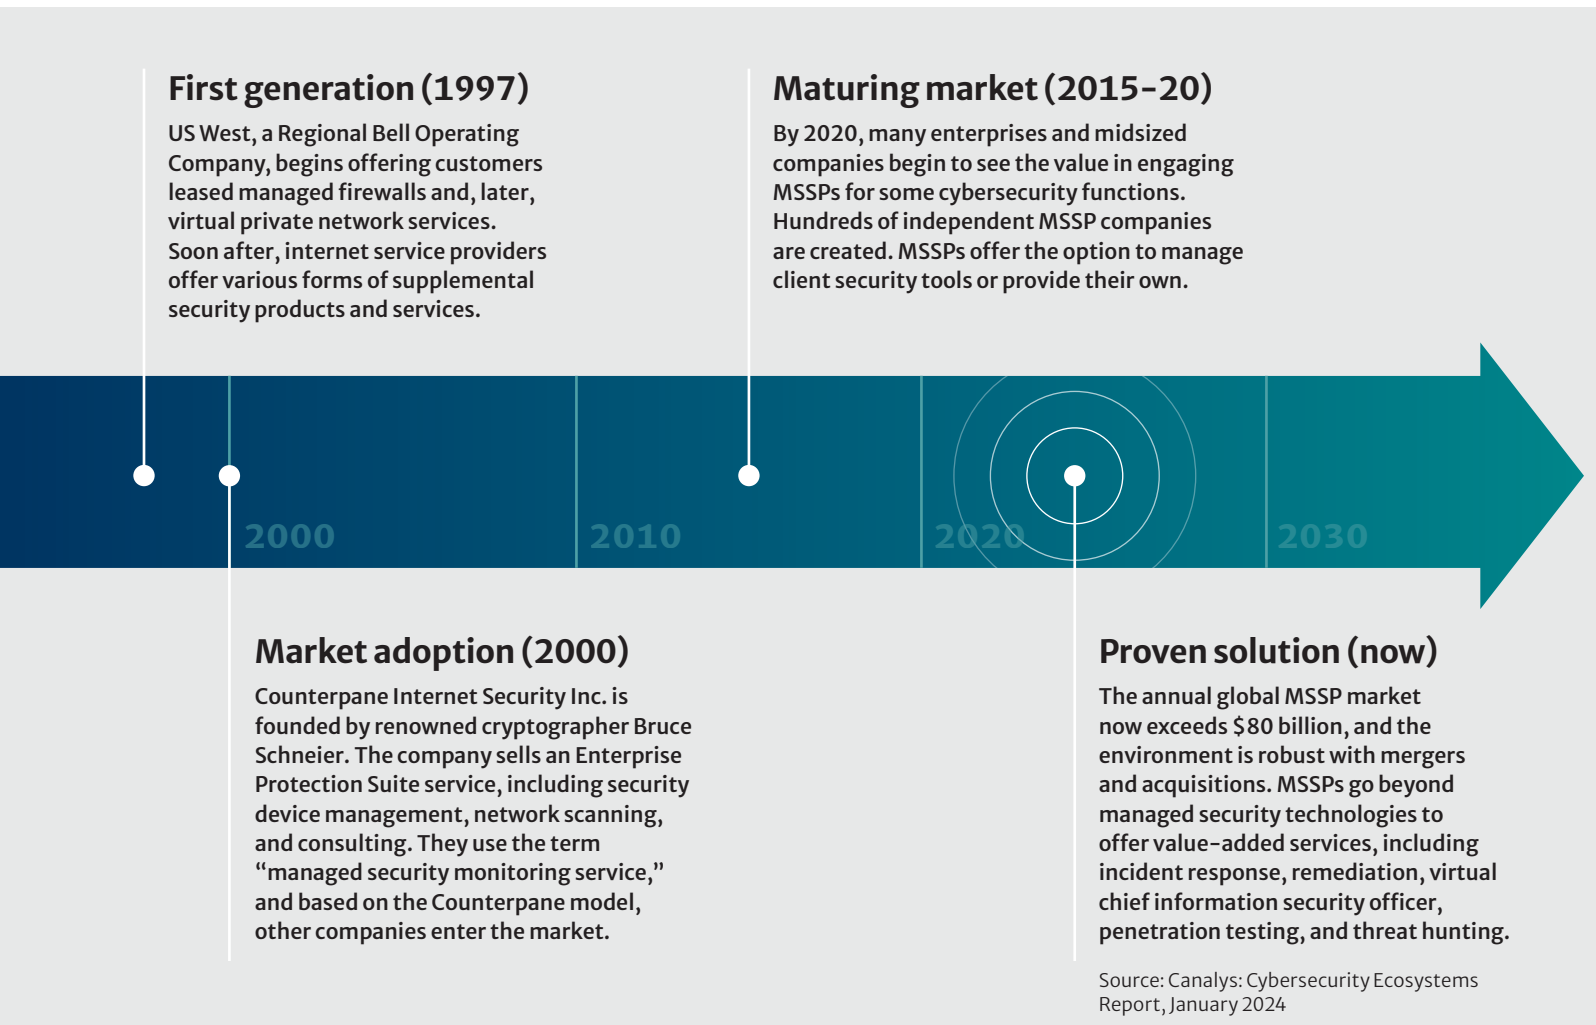 First generation (1997)
US West, a Regional Bell Operating
Company, begins offering customers
leased managed firewalls and, later,
virtual private network services.
Soon after, internet service providers
offer various forms of supplemental
security products and services.
Maturing market (2015-20)
By 2020, many enterprises and midsized
companies begin to see the value in engaging
MSSPs for some cybersecurity functions.
Hundreds of independent MSSP companies
are created. MSSPs offer the option to manage
client security tools or provide their own.
2000
2010
2020
2030
Market adoption (2000)
Counterpane Internet Security Inc. is
founded by renowned cryptographer Bruce
Schneier. The company sells an Enterprise
Protection Suite service, including security
device management, network scanning,
and consulting. They use the term
“managed security monitoring service,”
and based on the Counterpane model,
other companies enter the market.
Proven solution (now)
The annual global MSSP market
now exceeds $80 billion, and the
environment is robust with mergers
and acquisitions. MSSPs go beyond
managed security technologies to
offer value-added services, including
incident response, remediation, virtual
chief information security officer,
penetration testing, and threat hunting.
Source: Canalys: Cybersecurity Ecosystems
Report, January 2024